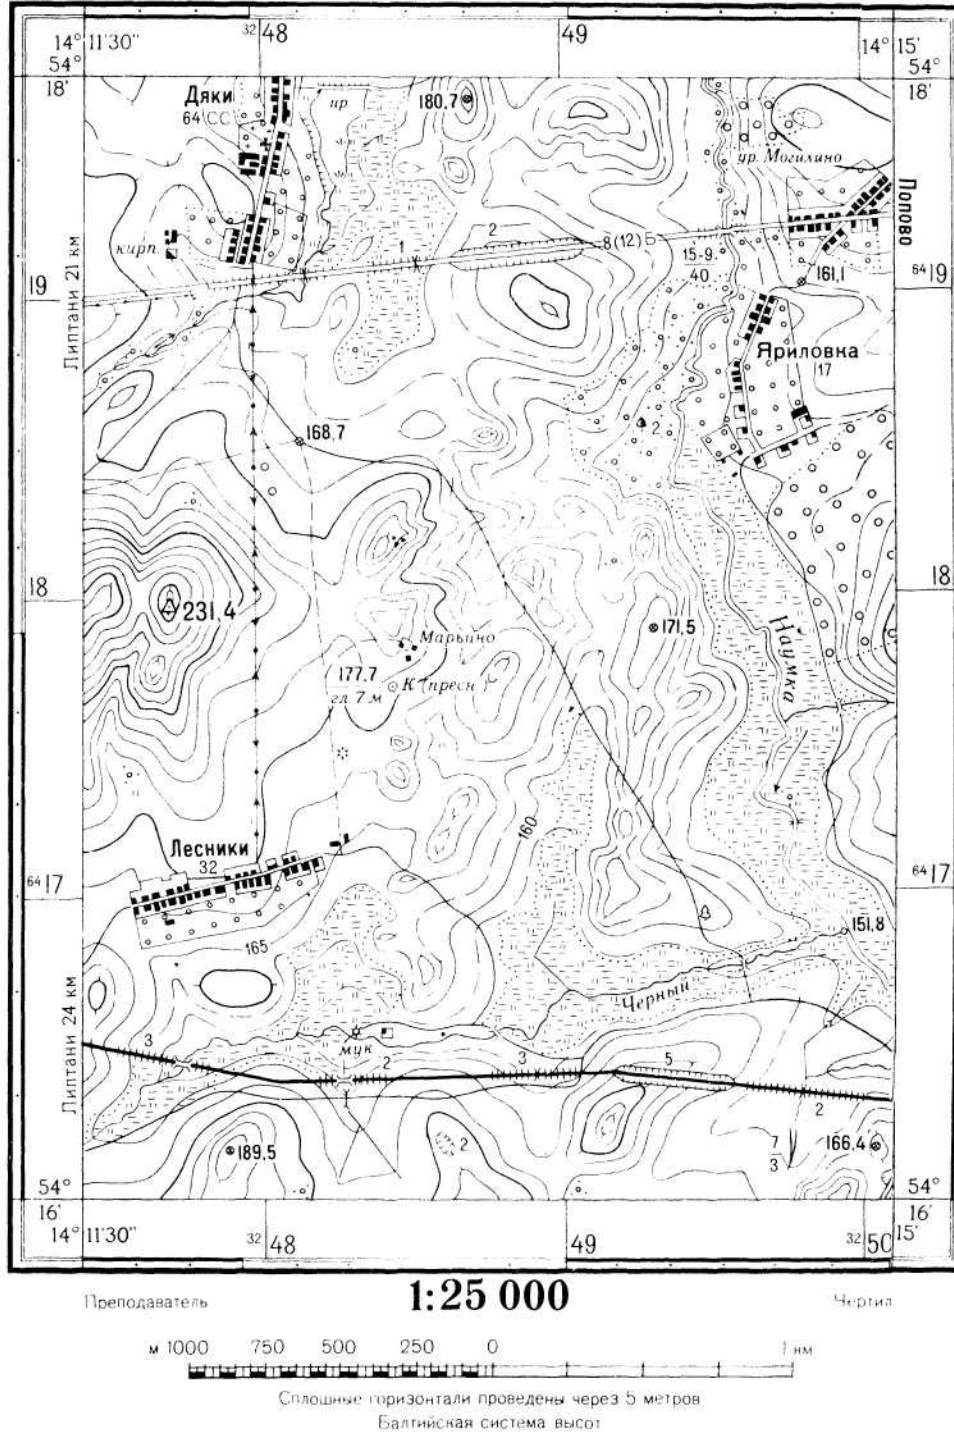 32 48 49
14° 11'30" 14° 15'
54° 54°
18' 18'
Дяки
64 СС
пр
180,7
ур. Могилино
Попово
кирп.
1
2
8(12)Б
15-9
40
161,1
19
64 19
Липтани 21 км
Яриловка
17
168,7
2
18
18
231,4
171,5
Наумка
Марьино
177,7
гл. 7 м
К (пресн.)
160
Лесники
32
64 17
64 17
165
151,8
Черный
Липтани 24 км
3
мук
2
3
5
2
189,5
2
7
3
166,4
54° 54°
16' 16'
14° 11'30" 32 48 49 32 50 15'
Преподаватель
1:25 000
Чертил
м 1000 750 500 250 0 1 км
Сплошные горизонтали проведены через 5 метров
Балтийская система высот